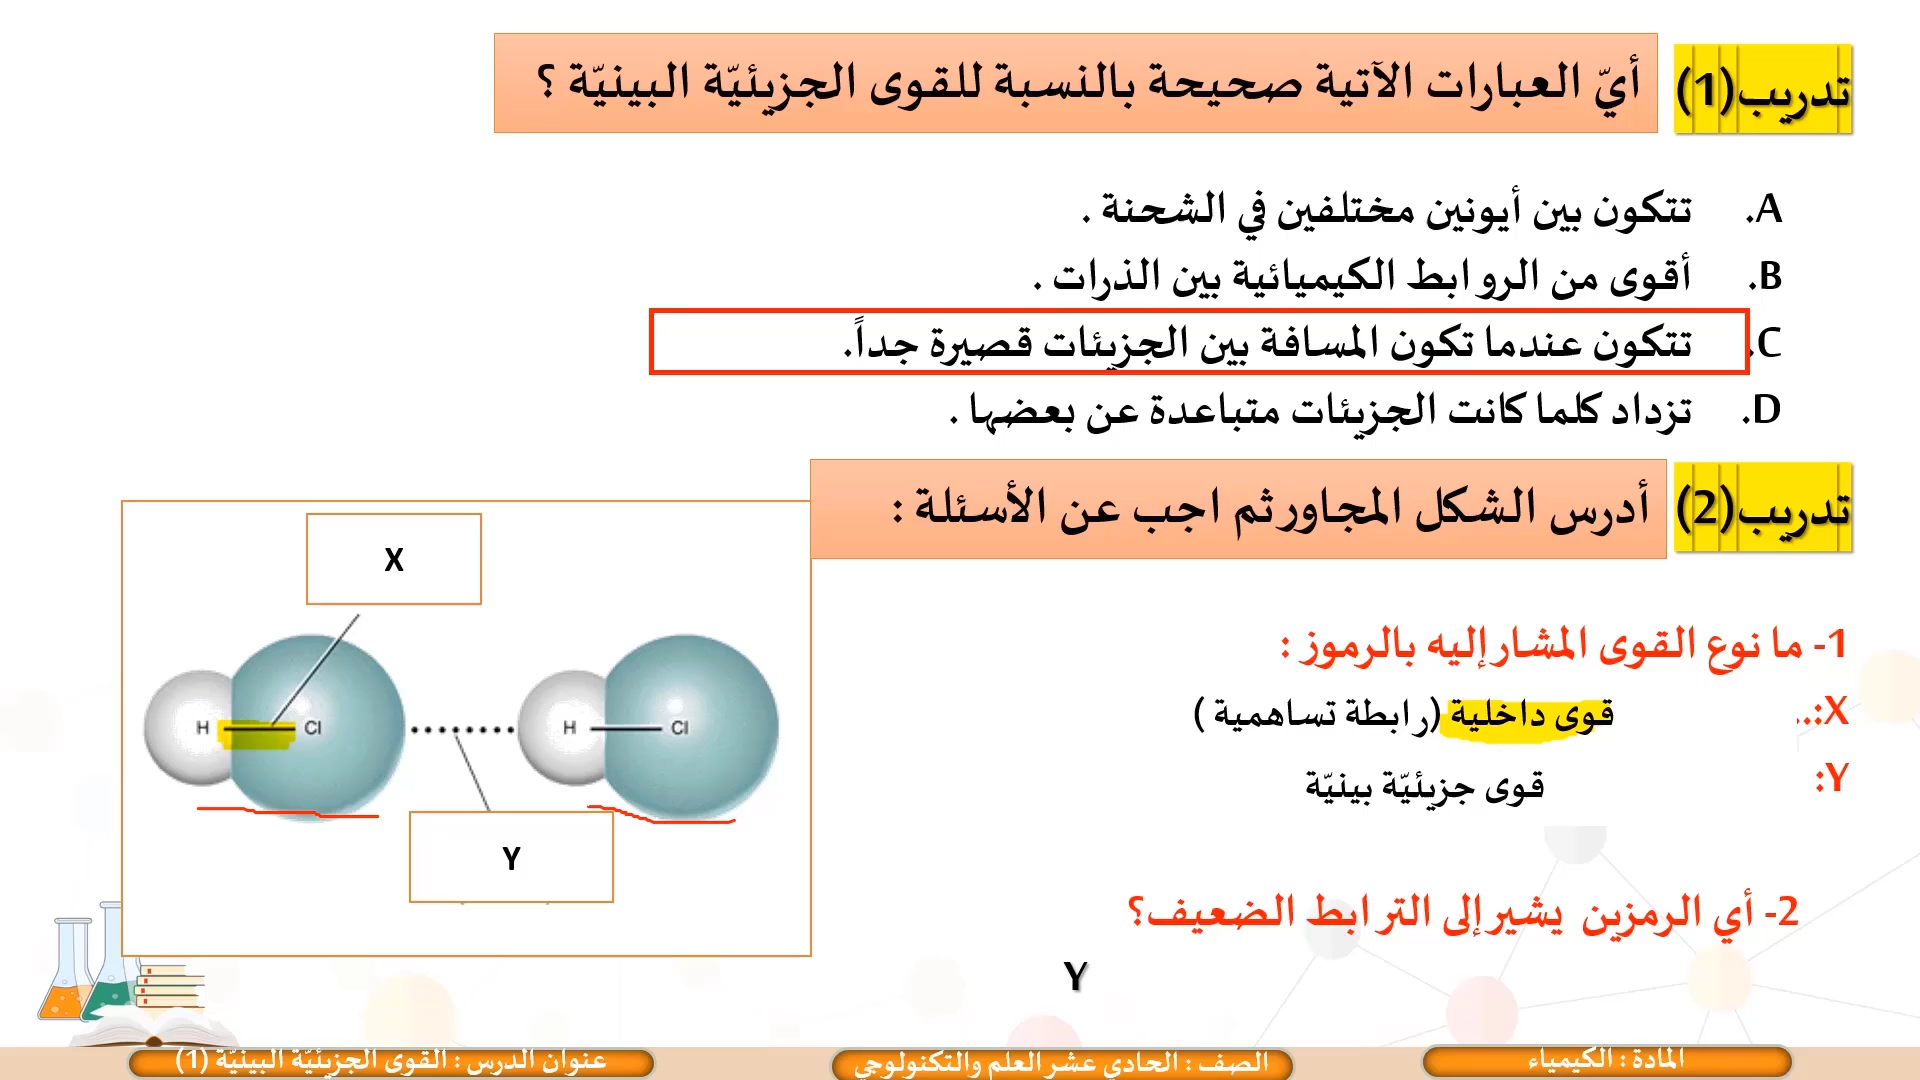 تدريب(1)
أيّ العبارات الآتية صحيحة بالنسبة للقوى الجزيئيّة البينيّة ؟
A. تتكون بين أيونين مختلفين في الشحنة .
B. أقوى من الروابط الكيميائية بين الذرات .
C. تتكون عندما تكون المسافة بين الجزيئات قصيرة جداً.
D. تزداد كلما كانت الجزيئات متباعدة عن بعضها .
تدريب(2)
أدرس الشكل المجاور ثم اجب عن الأسئلة :
X
H Cl H Cl
Y
1- ما نوع القوى المشار إليه بالرموز :
X:.. قوى داخلية (رابطة تساهمية )
Y: قوى جزيئيّة بينيّة
2- أي الرمزين يشير إلى الترابط الضعيف؟
Y
المادة : الكيمياء
الصف : الحادي عشر العلم والتكنولوجي
عنوان الدرس : القوى الجزيئيّة البينيّة (1)